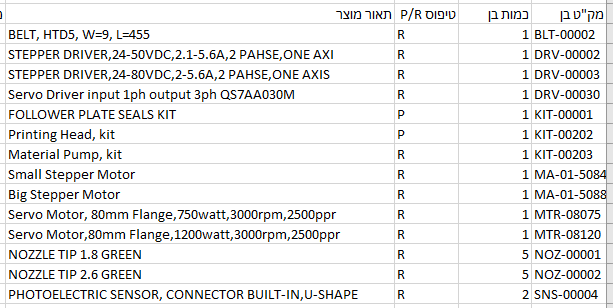 מק"ט בן כמות בן טיפוס P/R תאור מוצר
BLT-00002 1 R BELT, HTD5, W=9, L=455
DRV-00002 1 R STEPPER DRIVER,24-50VDC,2.1-5.6A,2 PAHSE,ONE AXI
DRV-00003 1 R STEPPER DRIVER,24-80VDC,2-5.6A,2 PHASE,ONE AXIS
DRV-00030 1 R Servo Driver input 1ph output 3ph QS7AA030M
KIT-00001 1 P FOLLOWER PLATE SEALS KIT
KIT-00202 1 P Printing Head, kit
KIT-00203 1 R Material Pump, kit
MA-01-5084 1 R Small Stepper Motor
MA-01-5088 1 R Big Stepper Motor
MTR-08075 1 R Servo Motor, 80mm Flange,750watt,3000rpm,2500ppr
MTR-08120 1 R Servo Motor,80mm Flange,1200watt,3000rpm,2500ppr
NOZ-00001 5 R NOZZLE TIP 1.8 GREEN
NOZ-00002 5 R NOZZLE TIP 2.6 GREEN
SNS-00004 2 R PHOTOELECTRIC SENSOR, CONNECTOR BUILT-IN,U-SHAPE